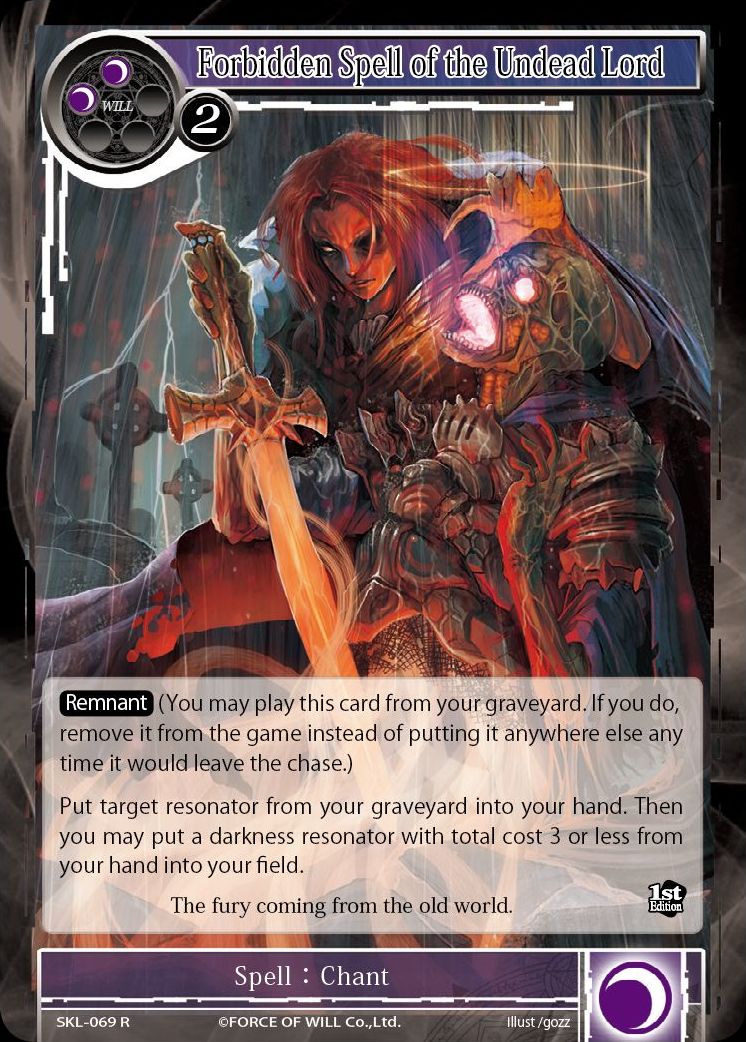 Forbidden Spell of the Undead Lord
WILL
2
Remnant (You may play this card from your graveyard. If you do,
remove it from the game instead of putting it anywhere else any
time it would leave the chase.)
Put target resonator from your graveyard into your hand. Then
you may put a darkness resonator with total cost 3 or less from
your hand into your field.
The fury coming from the old world.
1st
Edition
Spell : Chant
SKL-069 R
©FORCE OF WILL Co.,Ltd.
Illust /gozz